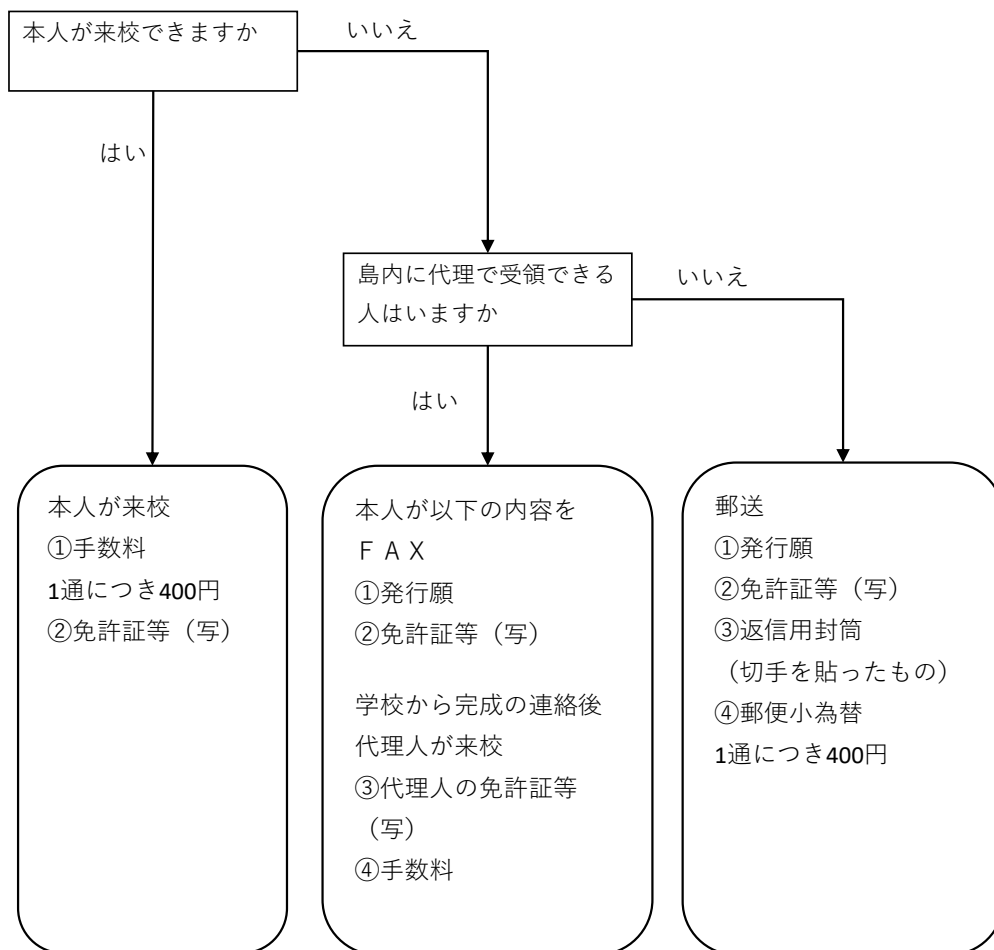 本人が来校できますか
いいえ
はい
島内に代理で受領できる
人はいますか
いいえ
はい
本人が来校
①手数料
1通につき400円
②免許証等（写）
本人が以下の内容を
ＦＡＸ
①発行願
②免許証等（写）
学校から完成の連絡後
代理人が来校
③代理人の免許証等
（写）
④手数料
郵送
①発行願
②免許証等（写）
③返信用封筒
（切手を貼ったもの）
④郵便小為替
1通につき400円